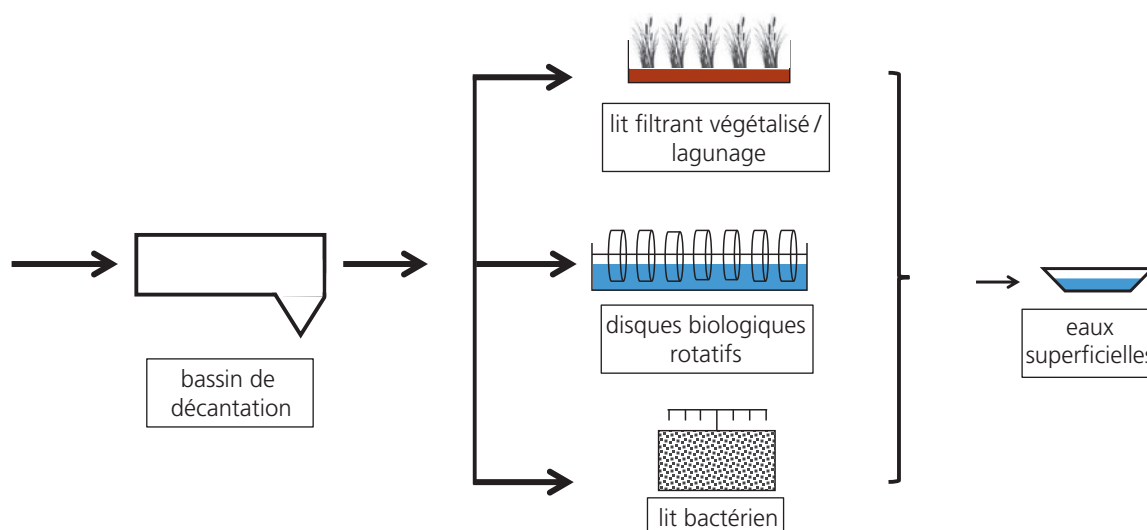 lit filtrant végétalisé /
lagunage
disques biologiques
rotatifs
eaux
superficielles
bassin de
décantation
lit bactérien